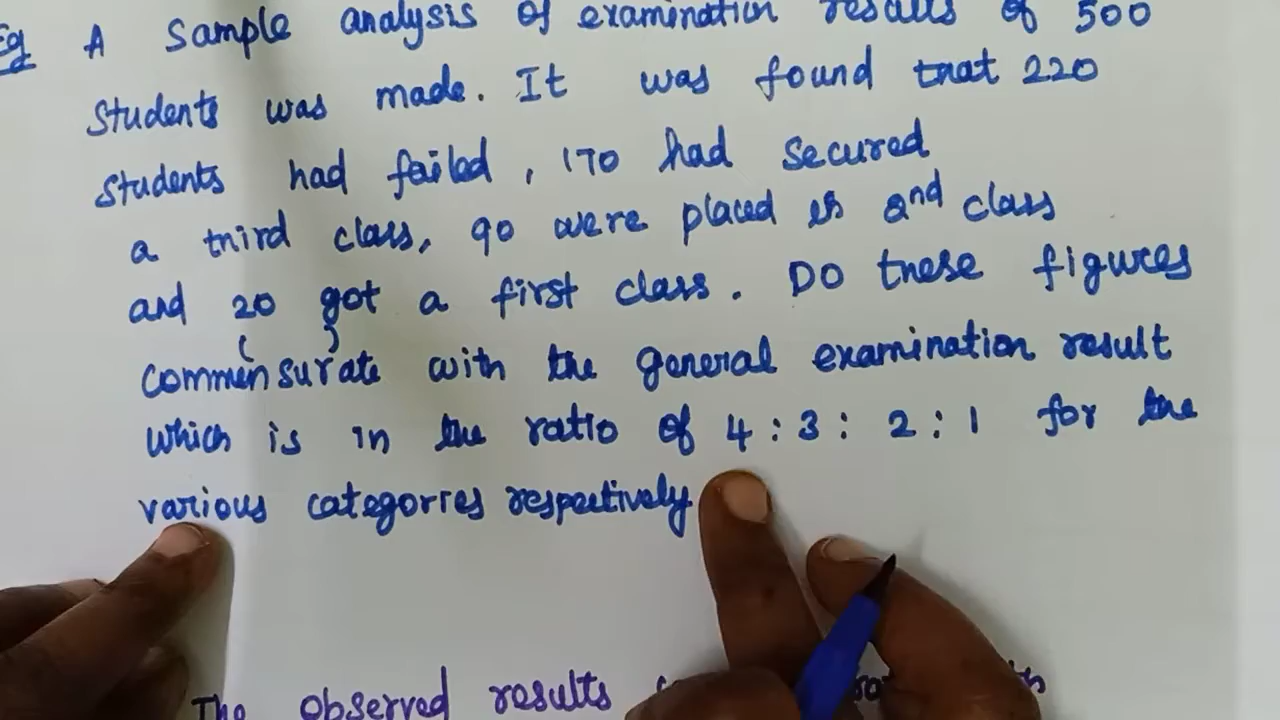 Eg A Sample analysis of examination results of 500
Students was made. It was found that 220
Students had failed, 170 had secured
a third class, 90 were placed in 2nd class
and 20 got a first class. Do these figures
commensurate with the general examination result
which is in the ratio of 4 : 3 : 2 : 1 for the
various categories respectively
The observed results